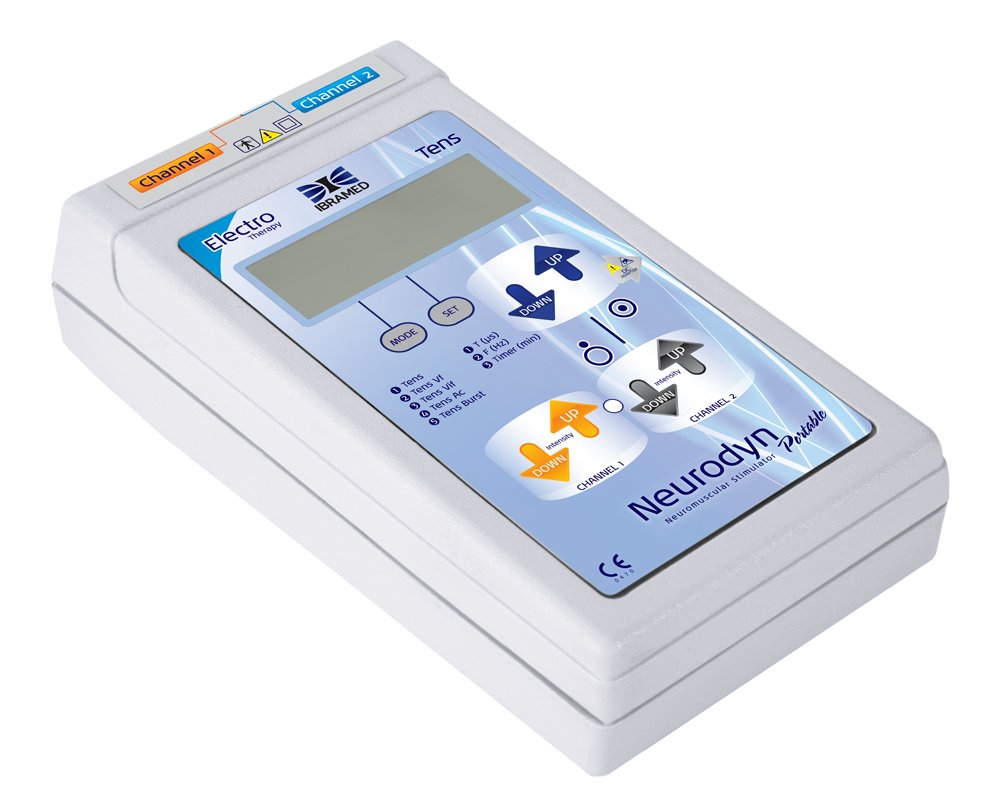 Channel 1
Channel 2
Electro
Therapy
IBRAMED
Tens
MODE
SET
UP
DOWN
1 T (µs)
2 F (Hz)
3 Timer (min)
1 Tens
2 Tens Vf
3 Tens Vif
4 Tens Ac
5 Tens Burst
UP
Intensity
DOWN
CHANNEL 2
UP
Intensity
DOWN
CHANNEL 1
Neurodyn
Portable
Neuromuscular Stimulator
CE
0470